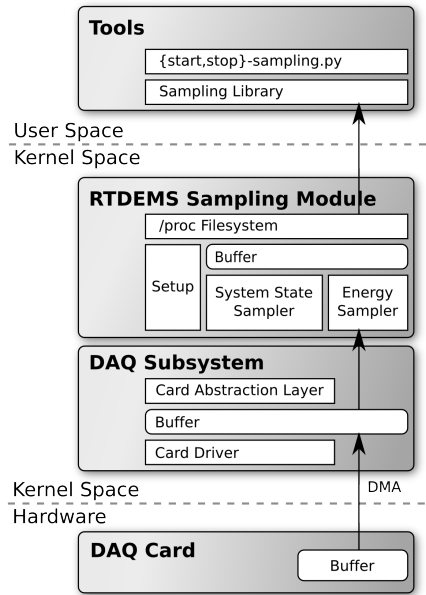 Tools
{start,stop}-sampling.py
Sampling Library
User Space
Kernel Space
RTDEMS Sampling Module
/proc Filesystem
Setup
Buffer
System State
Sampler
Energy
Sampler
DAQ Subsystem
Card Abstraction Layer
Buffer
Card Driver
Kernel Space
DMA
Hardware
DAQ Card
Buffer